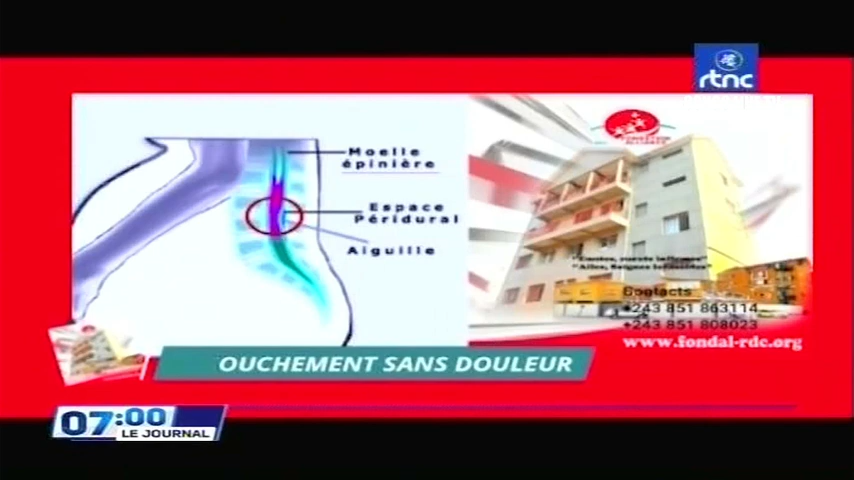 rtnc
Moelle
épinière
Espace
Péridural
Aiguille
Contacts
+243 851 863114
+243 851 808023
www.fondal-rdc.org
OUCHEMENT SANS DOULEUR
07:00
LE JOURNAL